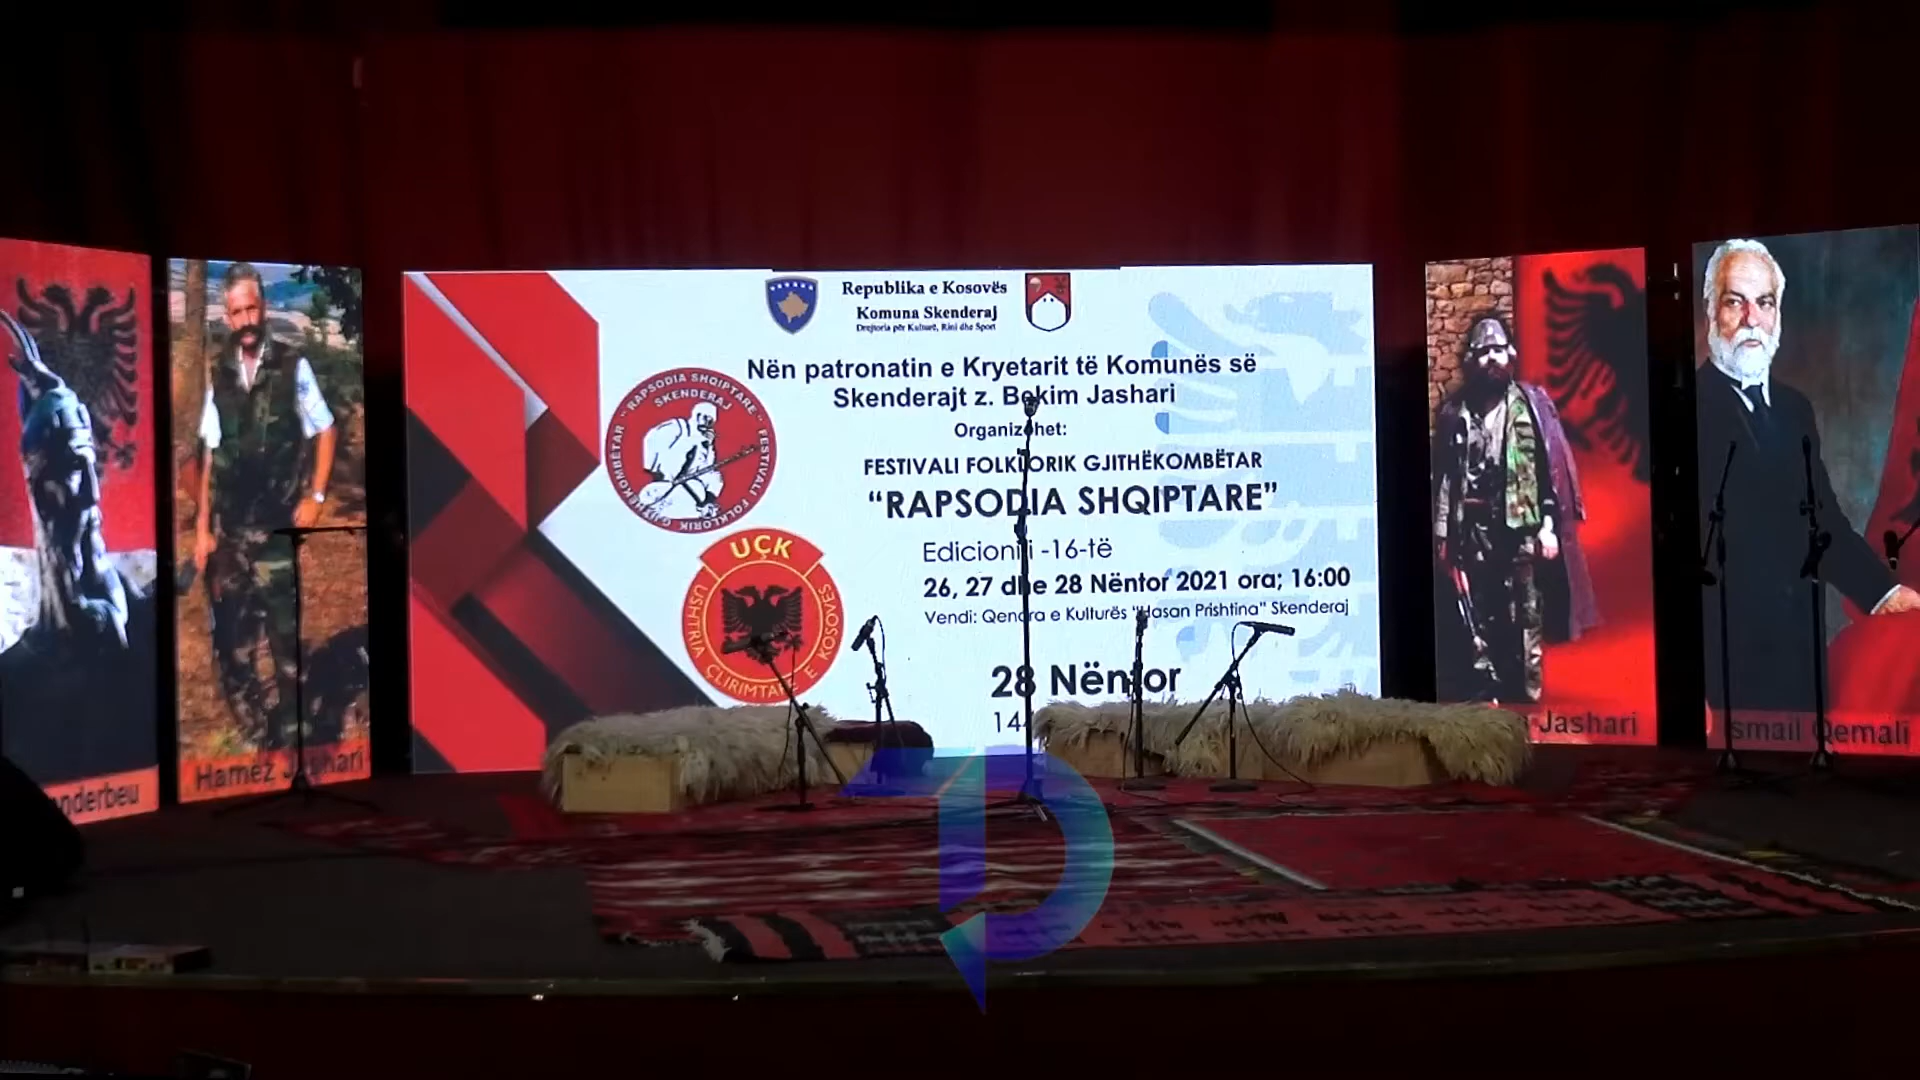 Republika e Kosovës
Komuna Skenderaj
Drejtoria për Kulturë, Rini dhe Sport
Nën patronatin e Kryetarit të Komunës së
Skenderajt z. Bekim Jashari
Organizohet:
FESTIVALI FOLKLORIK GJITHËKOMBËTAR
“RAPSODIA SHQIPTARE”
Edicioni i -16-të
26, 27 dhe 28 Nëntor 2021 ora; 16:00
Vendi: Qendra e Kulturës "Hasan Prishtina" Skenderaj
28 Nëntor
"RAPSODIA SHQIPTARE" FESTIVALI FOLKLORIK GJITHËKOMBËTAR
SKENDERAJ
UÇK
USHTRIA ÇLIRIMTARE E KOSOVËS
Hamëz Jashari
Jashari
Ismail Qemali